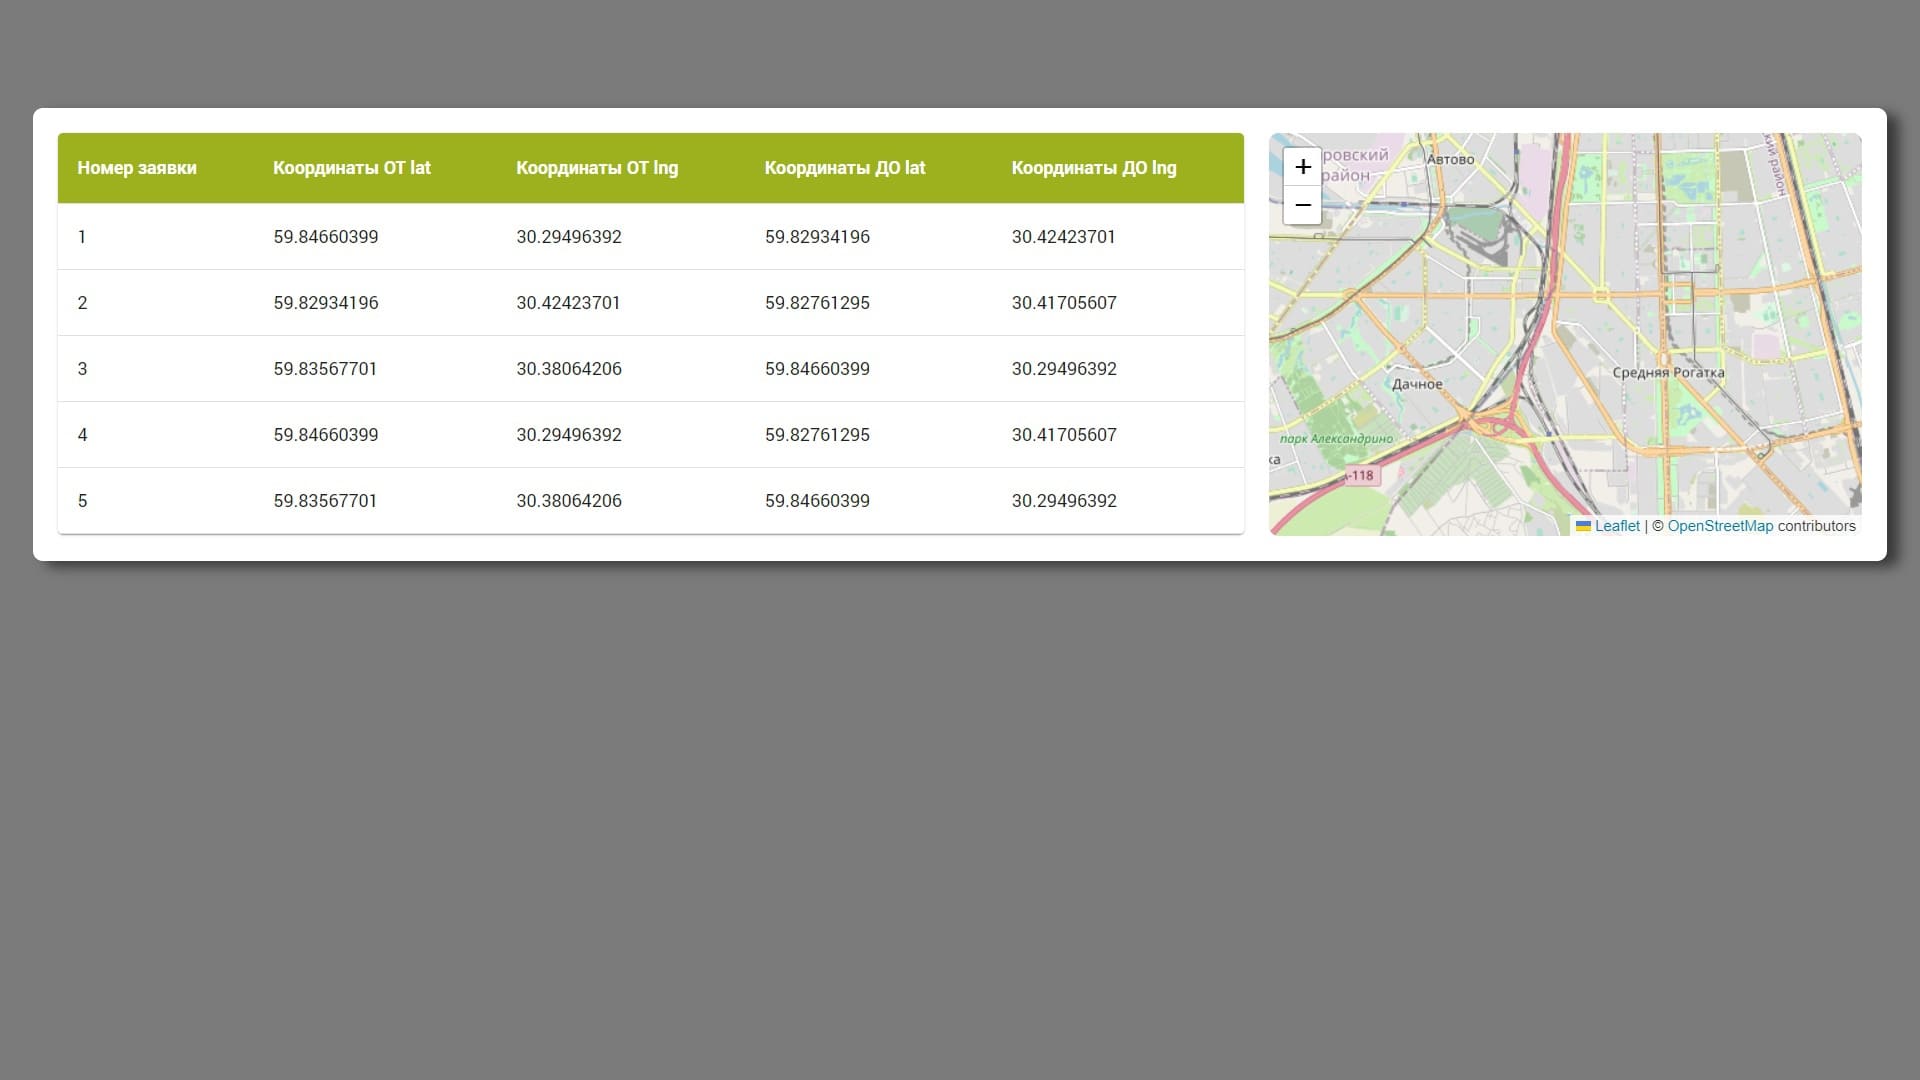 Номер заявки Координаты ОТ lat Координаты ОТ lng Координаты ДО lat Координаты ДО lng
1 59.84660399 30.29496392 59.82934196 30.42423701
2 59.82934196 30.42423701 59.82761295 30.41705607
3 59.83567701 30.38064206 59.84660399 30.29496392
4 59.84660399 30.29496392 59.82761295 30.41705607
5 59.83567701 30.38064206 59.84660399 30.29496392
+
−
ровский
район
Автово
кий район
Средняя Рогатка
Дачное
парк Александрино
ка
-118
Leaflet | © OpenStreetMap contributors